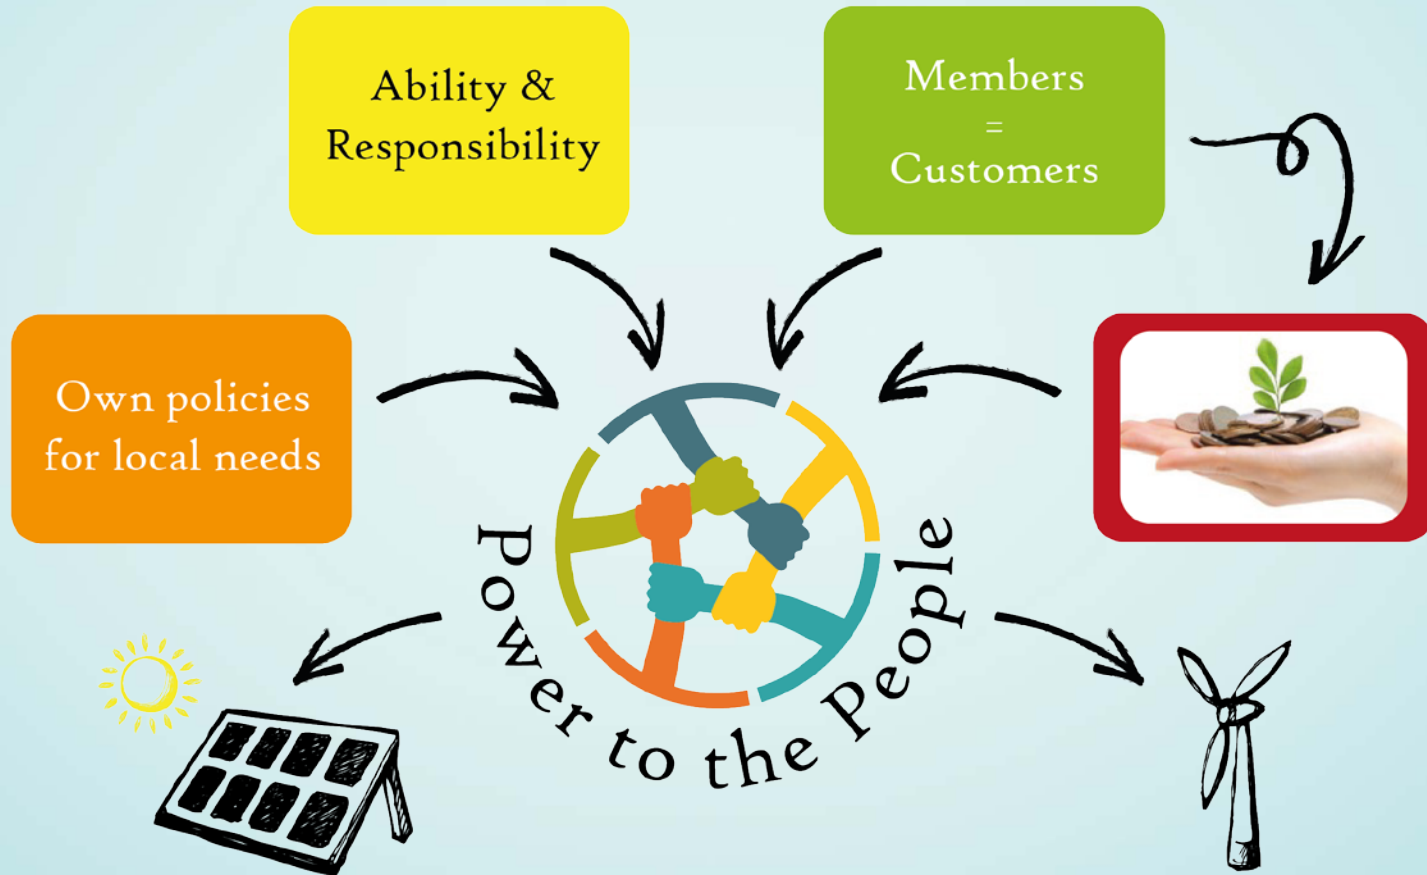 Ability &
Responsibility
Members
=
Customers
Own policies
for local needs
Power to the People